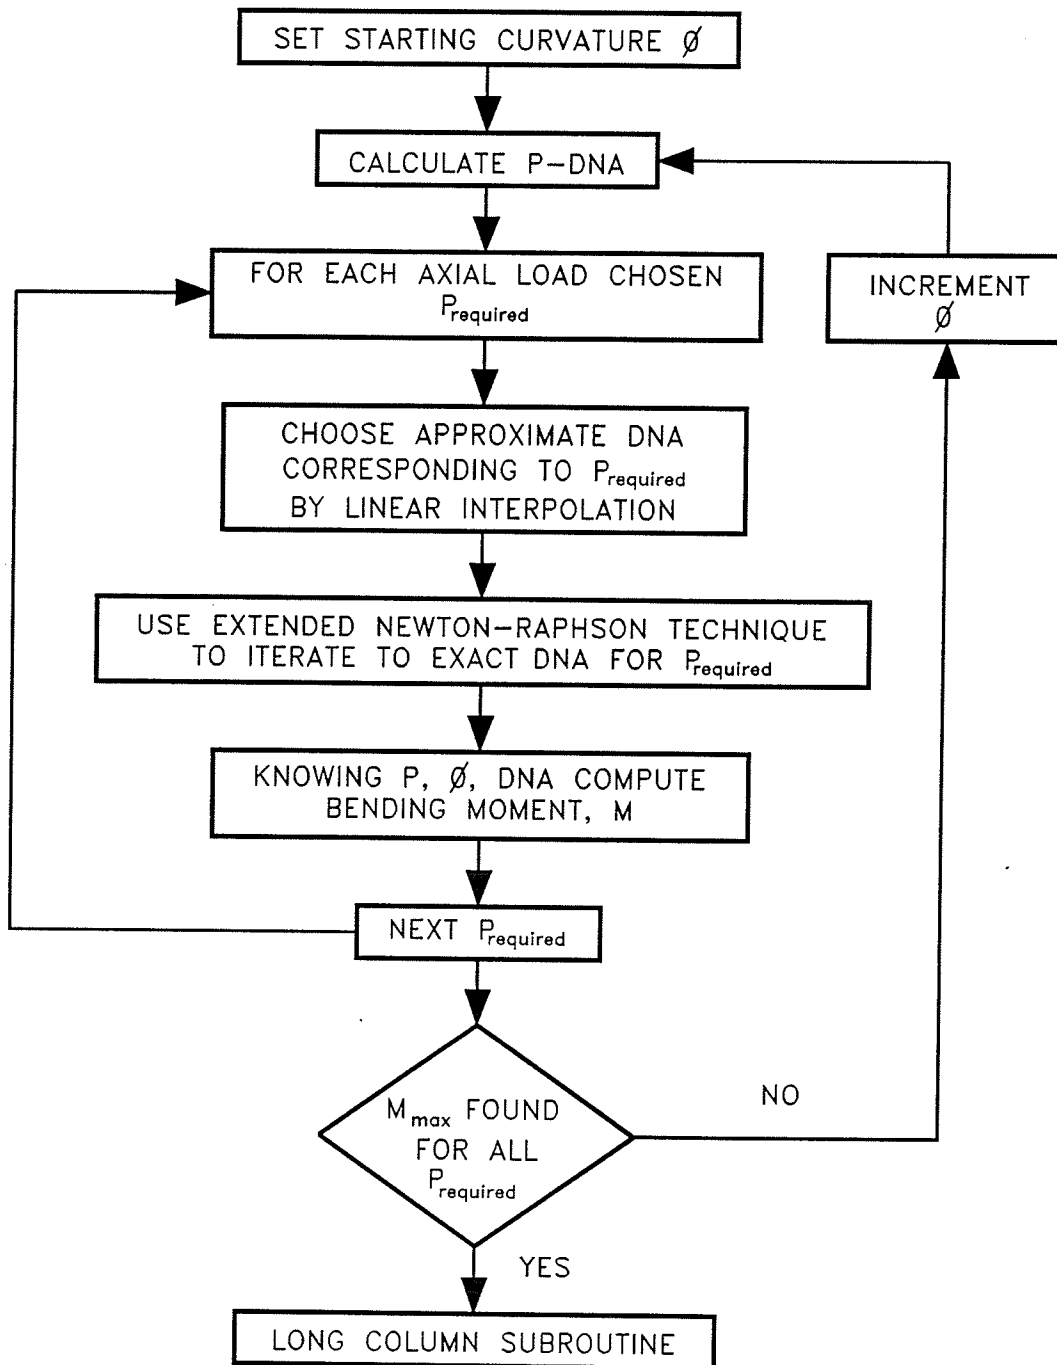 SET STARTING CURVATURE Ø
CALCULATE P-DNA
FOR EACH AXIAL LOAD CHOSEN
Prequired
INCREMENT
Ø
CHOOSE APPROXIMATE DNA
CORRESPONDING TO Prequired
BY LINEAR INTERPOLATION
USE EXTENDED NEWTON-RAPHSON TECHNIQUE
TO ITERATE TO EXACT DNA FOR Prequired
KNOWING P, Ø, DNA COMPUTE
BENDING MOMENT, M
NEXT Prequired
Mmax FOUND
FOR ALL
Prequired
NO
YES
LONG COLUMN SUBROUTINE